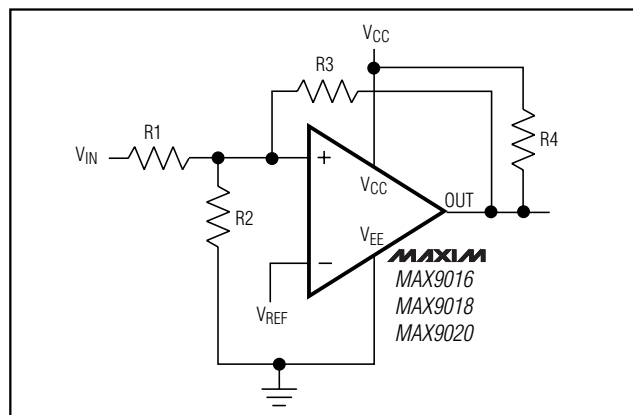 VCC
R3
R1
R4
VIN
+
VCC
OUT
R2
VEE
−
MAXIM
MAX9016
MAX9018
MAX9020
VREF